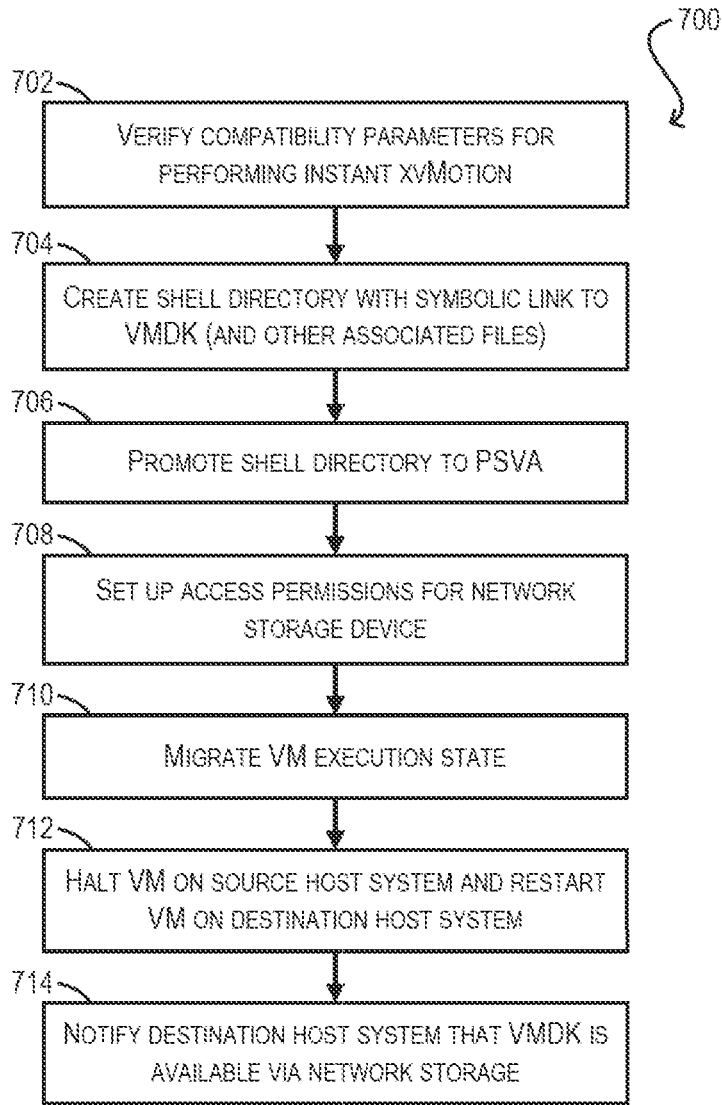 700
702
VERIFY COMPATIBILITY PARAMETERS FOR
PERFORMING INSTANT XVMOTION
704
CREATE SHELL DIRECTORY WITH SYMBOLIC LINK TO
VMDK (AND OTHER ASSOCIATED FILES)
706
PROMOTE SHELL DIRECTORY TO PSVA
708
SET UP ACCESS PERMISSIONS FOR NETWORK
STORAGE DEVICE
710
MIGRATE VM EXECUTION STATE
712
HALT VM ON SOURCE HOST SYSTEM AND RESTART
VM ON DESTINATION HOST SYSTEM
714
NOTIFY DESTINATION HOST SYSTEM THAT VMDK IS
AVAILABLE VIA NETWORK STORAGE